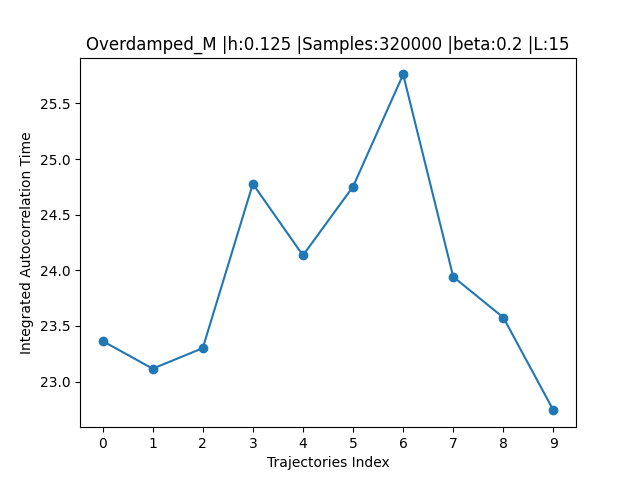 Overdamped_M |h:0.125 |Samples:320000 |beta:0.2 |L:15
Integrated Autocorrelation Time
25.5
25.0
24.5
24.0
23.5
23.0
0 1 2 3 4 5 6 7 8 9
Trajectories Index